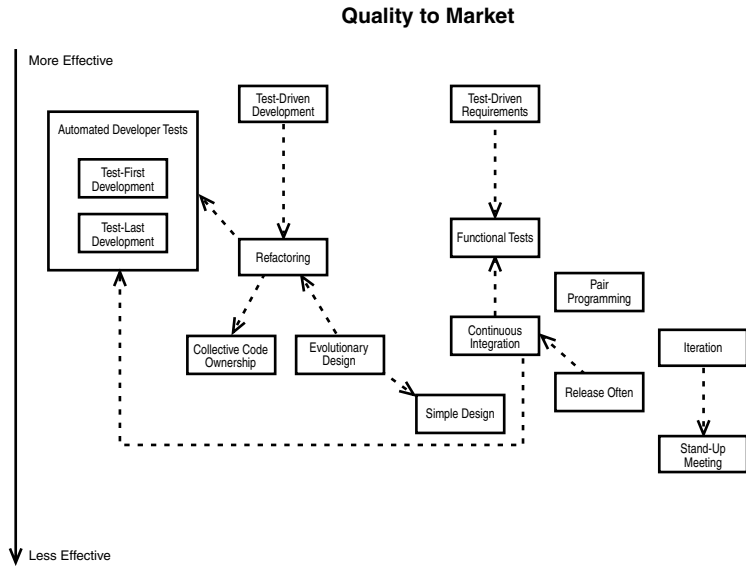 Quality to Market
More Effective
Test-Driven
Development
Test-Driven
Requirements
Automated Developer Tests
Test-First
Development
Test-Last
Development
Refactoring
Functional Tests
Pair
Programming
Collective Code
Ownership
Evolutionary
Design
Continuous
Integration
Iteration
Release Often
Simple Design
Stand-Up
Meeting
Less Effective